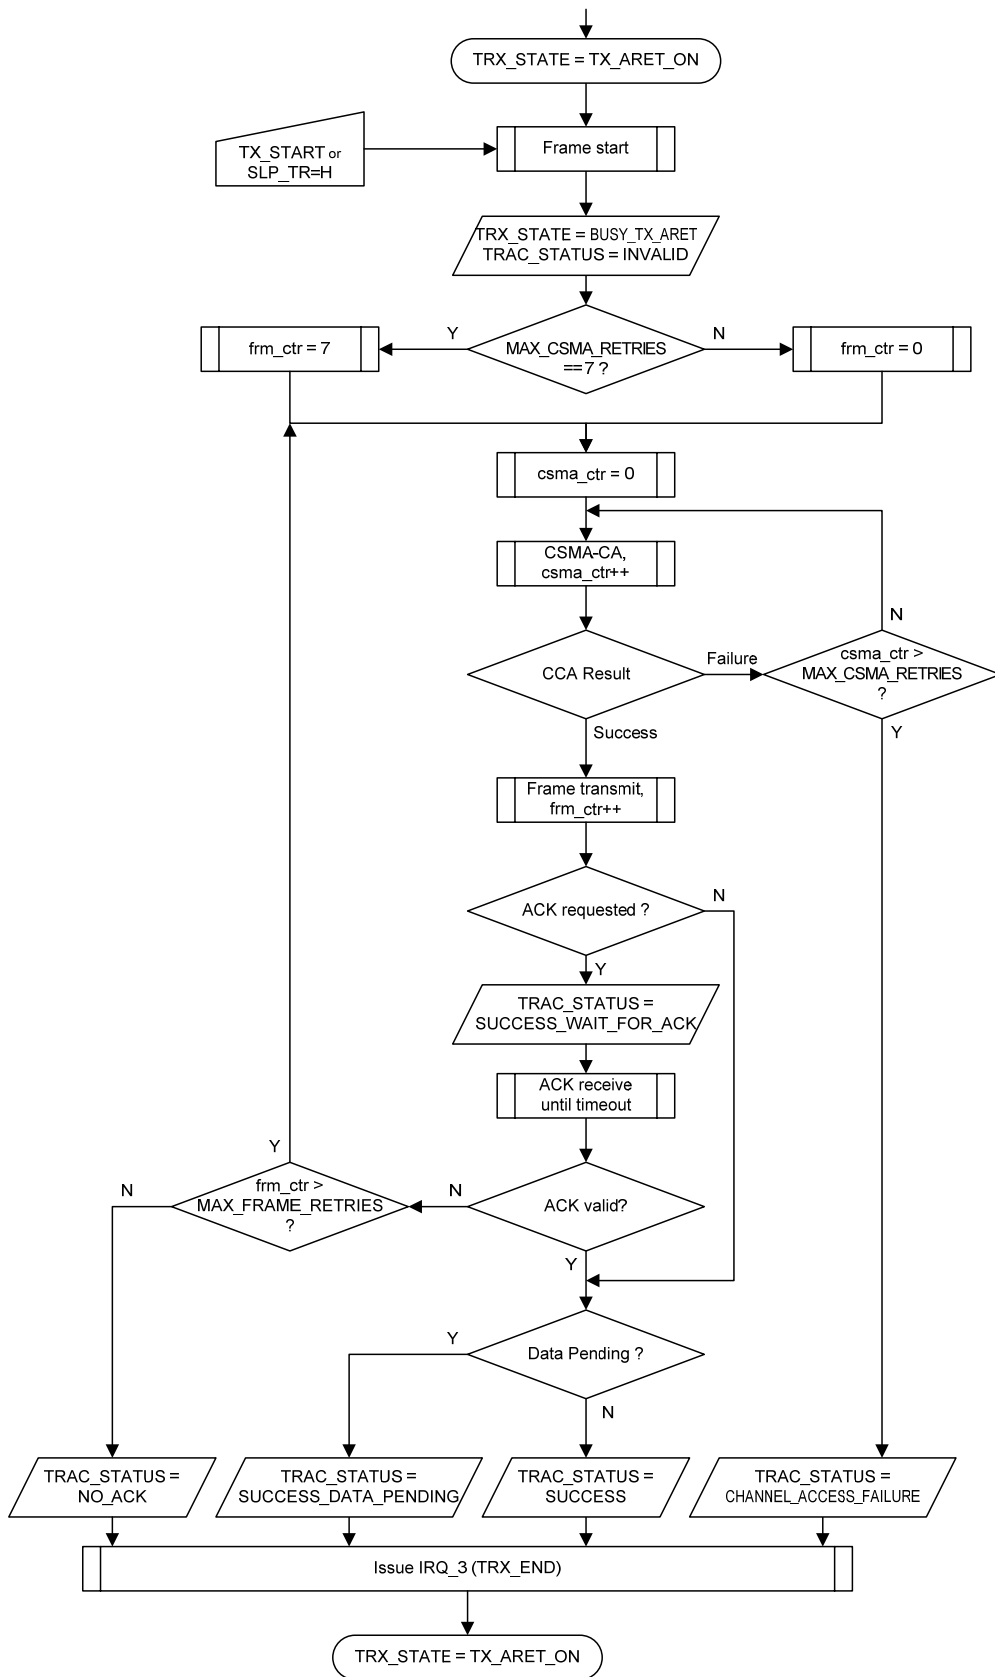 TRX_STATE = TX_ARET_ON
TX_START or
SLP_TR=H
Frame start
TRX_STATE = BUSY_TX_ARET
TRAC_STATUS = INVALID
Y
N
frm_ctr = 7
MAX_CSMA_RETRIES
==7 ?
frm_ctr = 0
csma_ctr = 0
CSMA-CA,
csma_ctr++
N
CCA Result
Failure
csma_ctr >
MAX_CSMA_RETRIES
?
Success
Y
Frame transmit,
frm_ctr++
ACK requested ?
N
Y
TRAC_STATUS =
SUCCESS_WAIT_FOR_ACK
ACK receive
until timeout
Y
N
frm_ctr >
MAX_FRAME_RETRIES
?
N
ACK valid?
Y
Y
Data Pending ?
N
TRAC_STATUS =
NO_ACK
TRAC_STATUS =
SUCCESS_DATA_PENDING
TRAC_STATUS =
SUCCESS
TRAC_STATUS =
CHANNEL_ACCESS_FAILURE
Issue IRQ_3 (TRX_END)
TRX_STATE = TX_ARET_ON